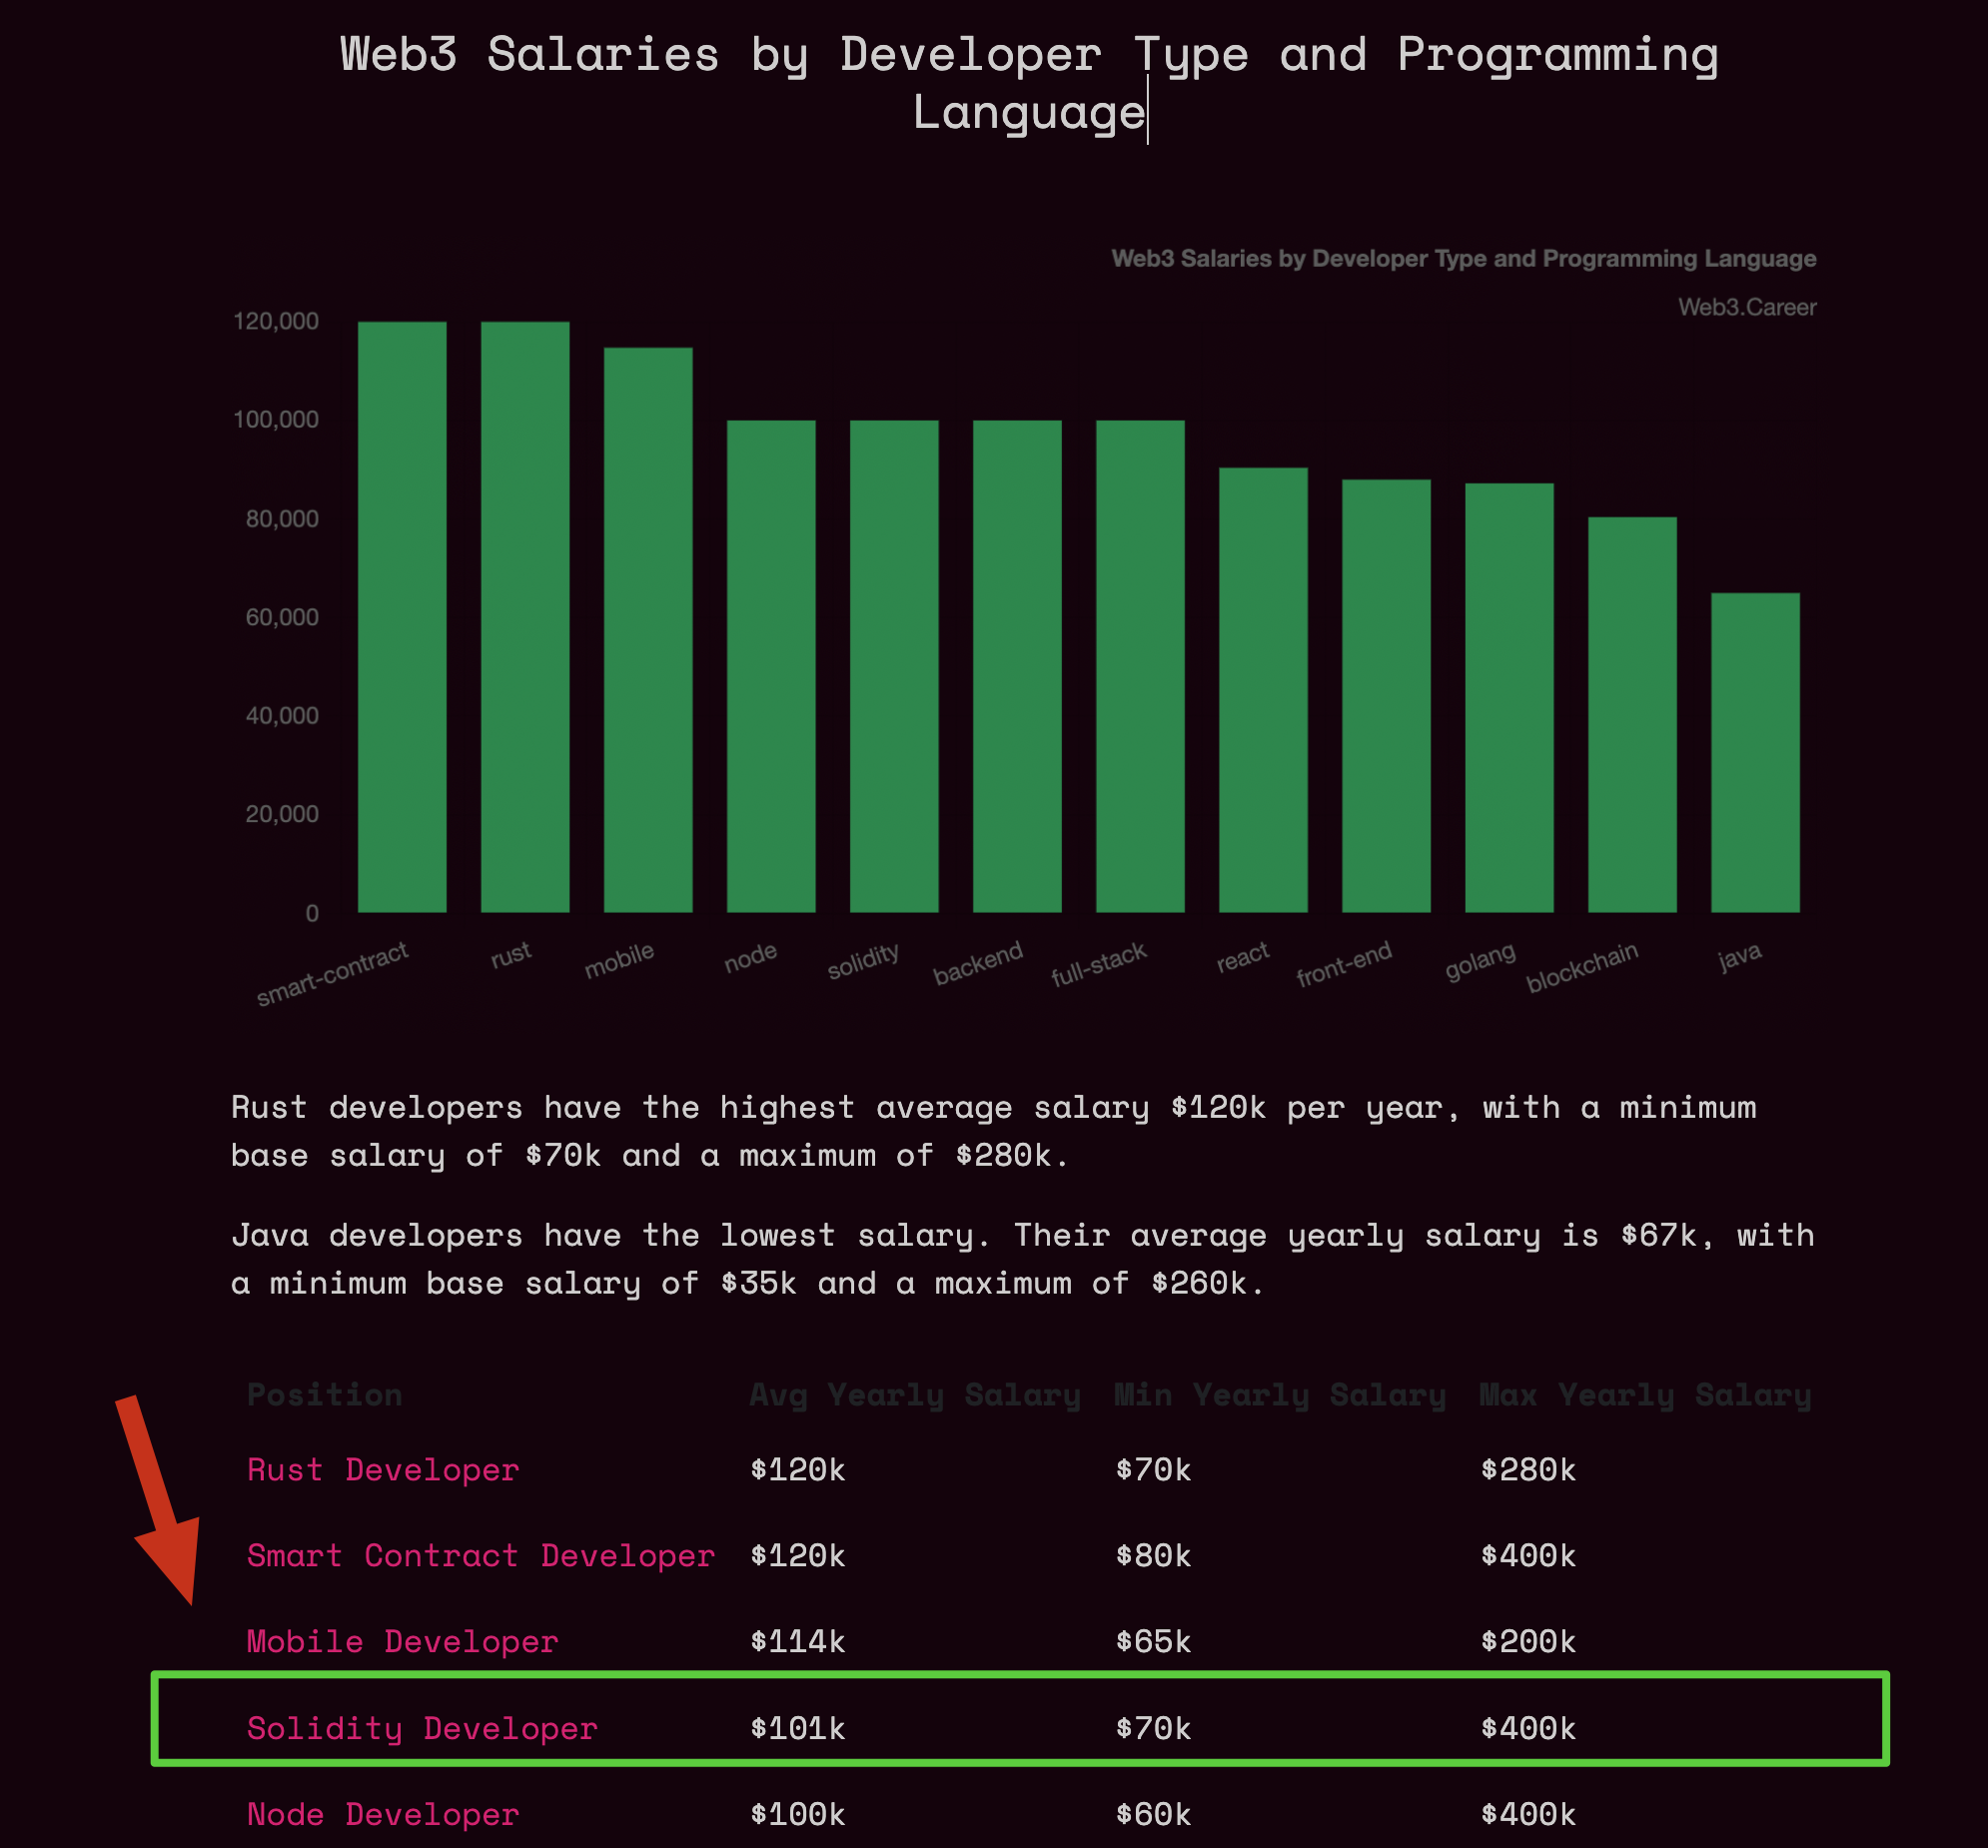 Web3 Salaries by Developer Type and Programming
Language
Web3 Salaries by Developer Type and Programming Language
Web3.Career
120,000
100,000
80,000
60,000
40,000
20,000
0
smart-contract
rust
mobile
node
solidity
backend
full-stack
react
front-end
golang
blockchain
java
Rust developers have the highest average salary $120k per year, with a minimum
base salary of $70k and a maximum of $280k.
Java developers have the lowest salary. Their average yearly salary is $67k, with
a minimum base salary of $35k and a maximum of $260k.
Position Avg Yearly Salary Min Yearly Salary Max Yearly Salary
Rust Developer $120k $70k $280k
Smart Contract Developer $120k $80k $400k
Mobile Developer $114k $65k $200k
Solidity Developer $101k $70k $400k
Node Developer $100k $60k $400k